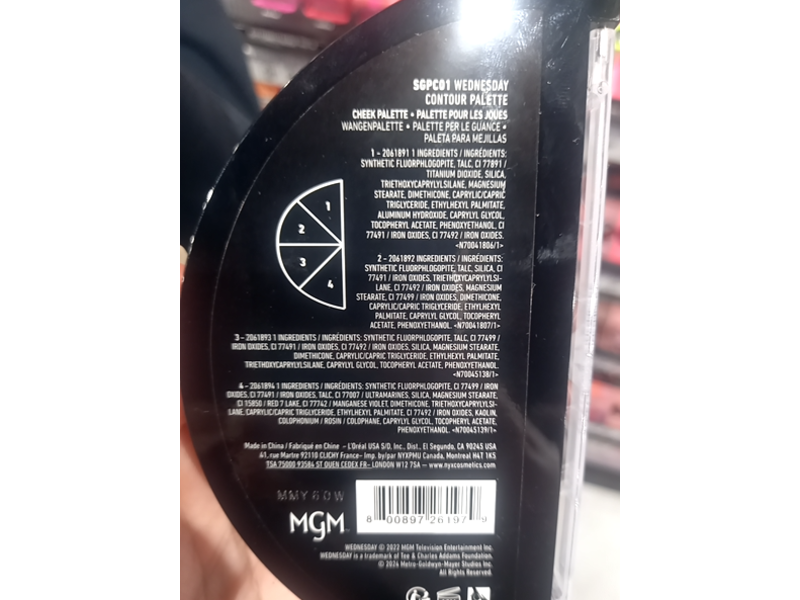 SGPC01 WEDNESDAY
CONTOUR PALETTE
CHEEK PALETTE • PALETTE POUR LES JOUES
WANGENPALETTE • PALETTE PER LE GUANCE •
PALETA PARA MEJILLAS
1 – 2061891 1 INGREDIENTS / INGRÉDIENTS:
SYNTHETIC FLUORPHLOGOPITE, TALC, CI 77891 /
TITANIUM DIOXIDE, SILICA,
TRIETHOXYCAPRYLYLSILANE, MAGNESIUM
STEARATE, DIMETHICONE, CAPRYLIC/CAPRIC
TRIGLYCERIDE, ETHYLHEXYL PALMITATE,
ALUMINUM HYDROXIDE, CAPRYLYL GLYCOL,
TOCOPHERYL ACETATE, PHENOXYETHANOL, CI
77491 / IRON OXIDES, CI 77492 / IRON OXIDES.
<N70041806/1>
2 – 2061892 INGREDIENTS / INGRÉDIENTS:
SYNTHETIC FLUORPHLOGOPITE, TALC, SILICA, CI
77491 / IRON OXIDES, TRIETHOXYCAPRYLYLSI-
LANE, CI 77492 / IRON OXIDES, MAGNESIUM
STEARATE, CI 77499 / IRON OXIDES, DIMETHICONE,
CAPRYLIC/CAPRIC TRIGLYCERIDE, ETHYLHEXYL
PALMITATE, CAPRYLYL GLYCOL, TOCOPHERYL
ACETATE, PHENOXYETHANOL. <N70041807/1>
1
2
3
4
3 – 2061893 1 INGREDIENTS / INGRÉDIENTS: SYNTHETIC FLUORPHLOGOPITE, TALC, CI 77499 /
IRON OXIDES, CI 77491 / IRON OXIDES, CI 77492 / IRON OXIDES, SILICA, MAGNESIUM STEARATE,
DIMETHICONE, CAPRYLIC/CAPRIC TRIGLYCERIDE, ETHYLHEXYL PALMITATE,
TRIETHOXYCAPRYLYLSILANE, CAPRYLYL GLYCOL, TOCOPHERYL ACETATE, PHENOXYETHANOL.
<N70045138/1>
4 – 2061894 1 INGREDIENTS / INGRÉDIENTS: SYNTHETIC FLUORPHLOGOPITE, CI 77499 / IRON
OXIDES, CI 77491 / IRON OXIDES, TALC, CI 77007 / ULTRAMARINES, SILICA, MAGNESIUM STEARATE,
CI 15850 / RED 7 LAKE, CI 77742 / MANGANESE VIOLET, DIMETHICONE, TRIETHOXYCAPRYLYLSI-
LANE, CAPRYLIC/CAPRIC TRIGLYCERIDE, ETHYLHEXYL PALMITATE, CI 77492 / IRON OXIDES, KAOLIN,
COLOPHONIUM / ROSIN / COLOPHANE, CAPRYLYL GLYCOL, TOCOPHERYL ACETATE,
PHENOXYETHANOL. <N70045139/1>
Made in China / Fabriqué en Chine – L'Oréal USA S/D, Inc., Dist., El Segundo, CA 90245 USA
41, rue Martre 92110 CLICHY France– Imp. by/par NYXPMU Canada, Montreal H4T 1K5
TSA 75000 93584 ST OUEN CEDEX FR– LONDON W12 7SA – www.nyxcosmetics.com
MMY60W
MGM
8 00897 26197 9
WEDNESDAY © 2022 MGM Television Entertainment Inc.
WEDNESDAY is a trademark of Tee & Charles Addams Foundation.
© 2024 Metro-Goldwyn-Mayer Studios Inc.
All Rights Reserved.